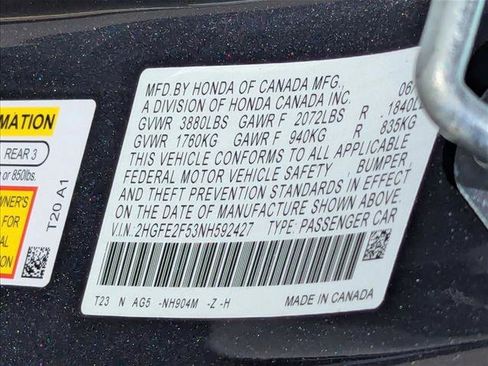 MATION
REAR 3
or 850lbs.
WNER'S
FOR
T20 A1
MFD.BY HONDA OF CANADA MFG.,
A DIVISION OF HONDA CANADA INC.
GVWR 3880LBS GAWR F 2072LBS R
GVWR 1760KG GAWR F 940KG R 835KG
THIS VEHICLE CONFORMS TO ALL APPLICABLE
FEDERAL MOTOR VEHICLE SAFETY , BUMPER,
AND THEFT PREVENTION STANDARDS IN EFFECT
ON THE DATE OF MANUFACTURE SHOWN ABOVE.
V.I.N.:2HGFE2F53NH592427 TYPE:PASSENGER CAR
T23 N AG5 -NH904M -Z -H
MADE IN CANADA